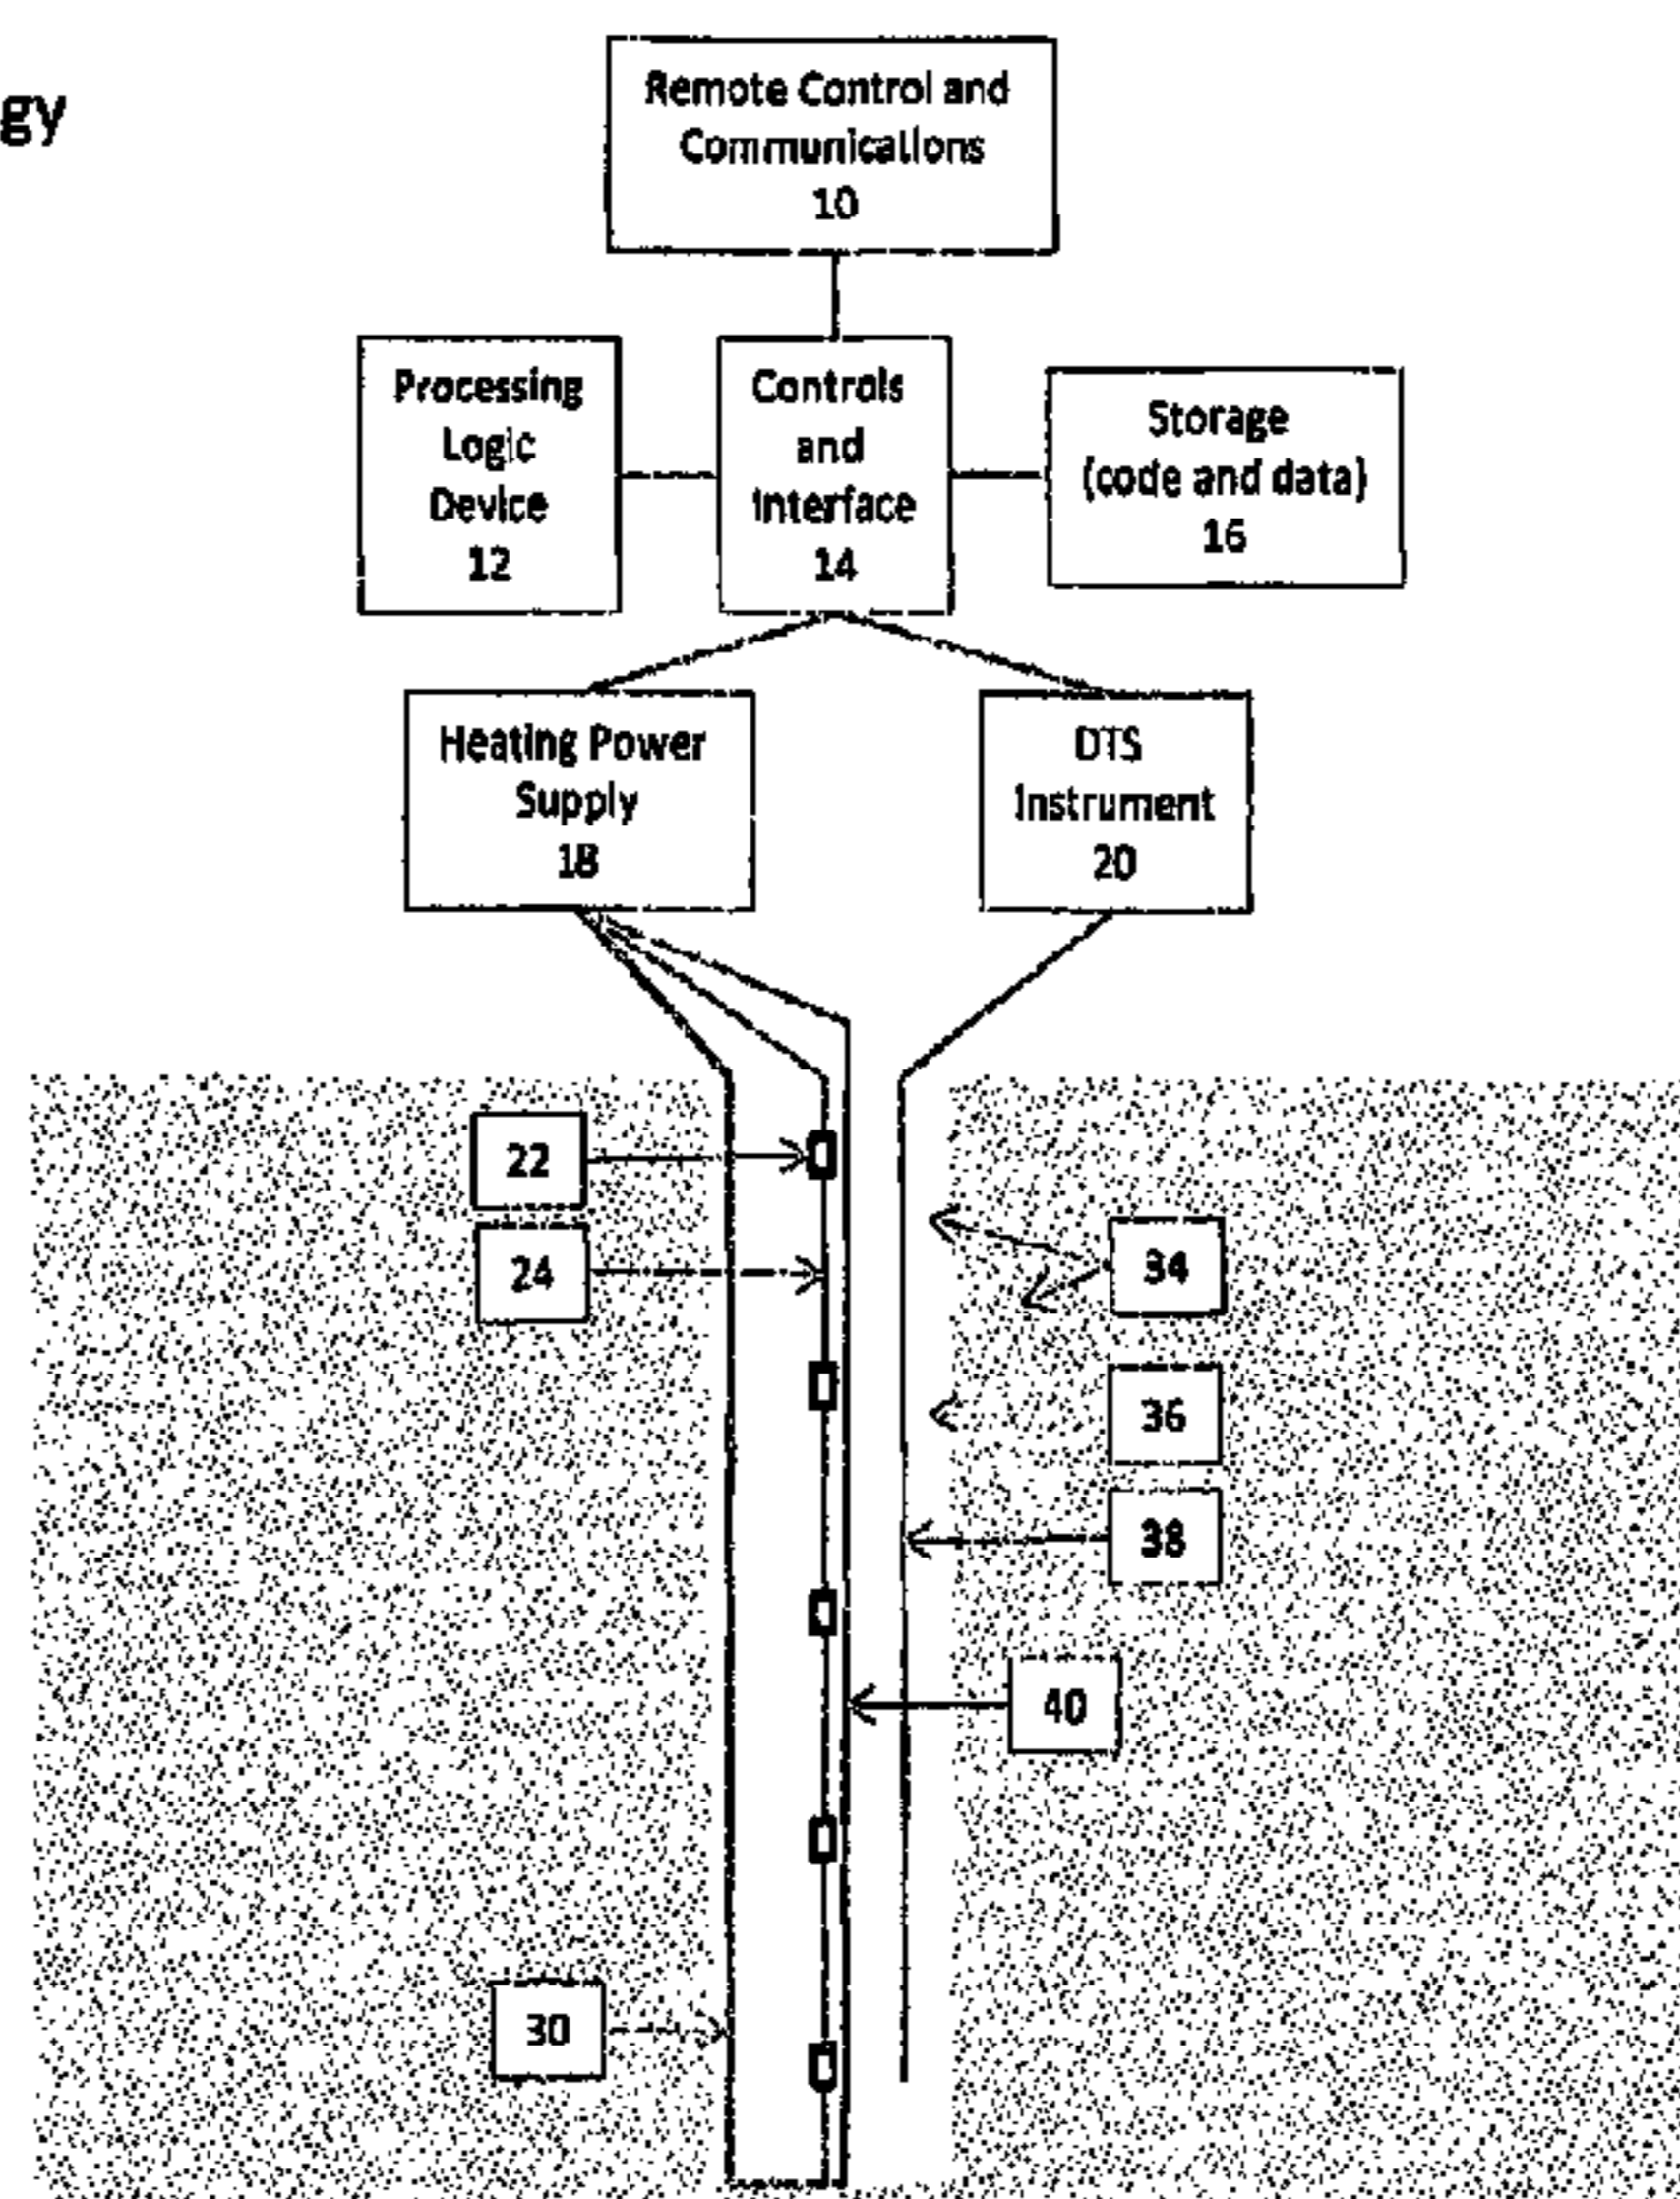 gy
Remote Control and
Communications
10
Processing
Logic
Device
12
Controls
and
Interface
14
Storage
(code and data)
16
Heating Power
Supply
18
DTS
Instrument
20
22
24
34
36
38
40
30